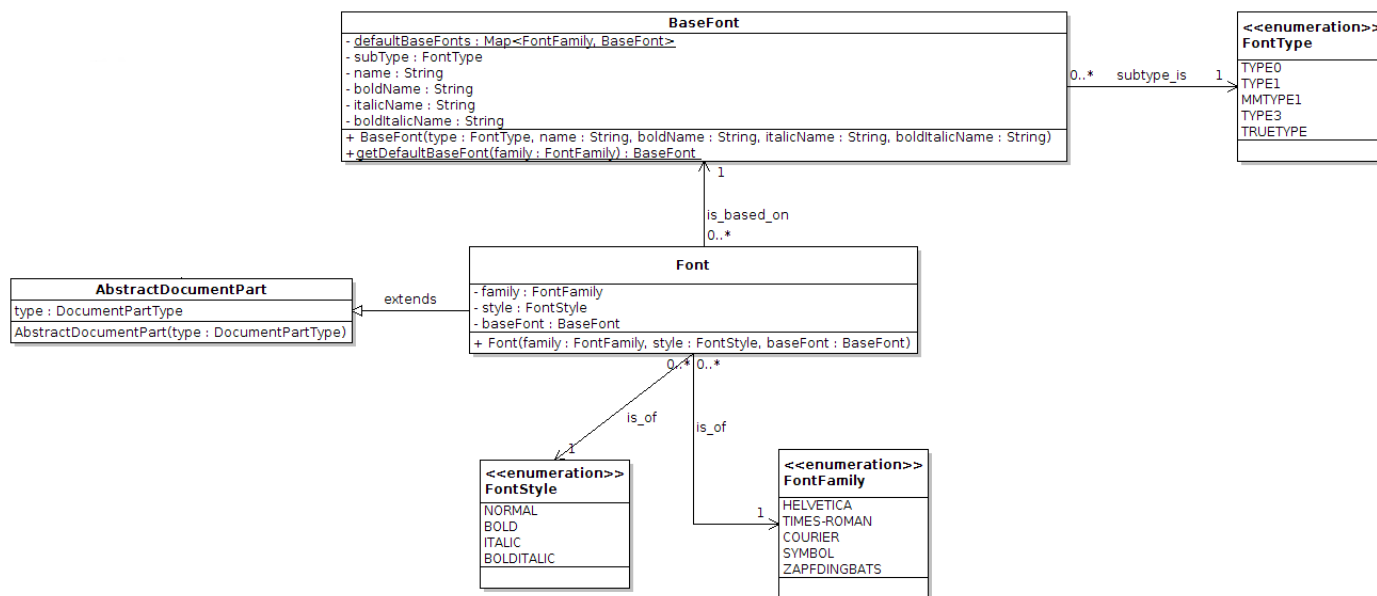 BaseFont
- defaultBaseFonts : Map<FontFamily, BaseFont>
- subType : FontType
- name : String
- boldName : String
- italicName : String
- boldItalicName : String
+ BaseFont(type : FontType, name : String, boldName : String, italicName : String, boldItalicName : String)
+getDefaultBaseFont(family : FontFamily) : BaseFont
0..* subtype_is 1
<<enumeration>>
FontType
TYPE0
TYPE1
MMTYPE1
TYPE3
TRUETYPE
1
is_based_on
0..*
Font
- family : FontFamily
- style : FontStyle
- baseFont : BaseFont
+ Font(family : FontFamily, style : FontStyle, baseFont : BaseFont)
extends
AbstractDocumentPart
type : DocumentPartType
AbstractDocumentPart(type : DocumentPartType)
0..* 0..*
is_of
is_of
1
1
<<enumeration>>
FontStyle
NORMAL
BOLD
ITALIC
BOLDITALIC
<<enumeration>>
FontFamily
HELVETICA
TIMES-ROMAN
COURIER
SYMBOL
ZAPFDINGBATS